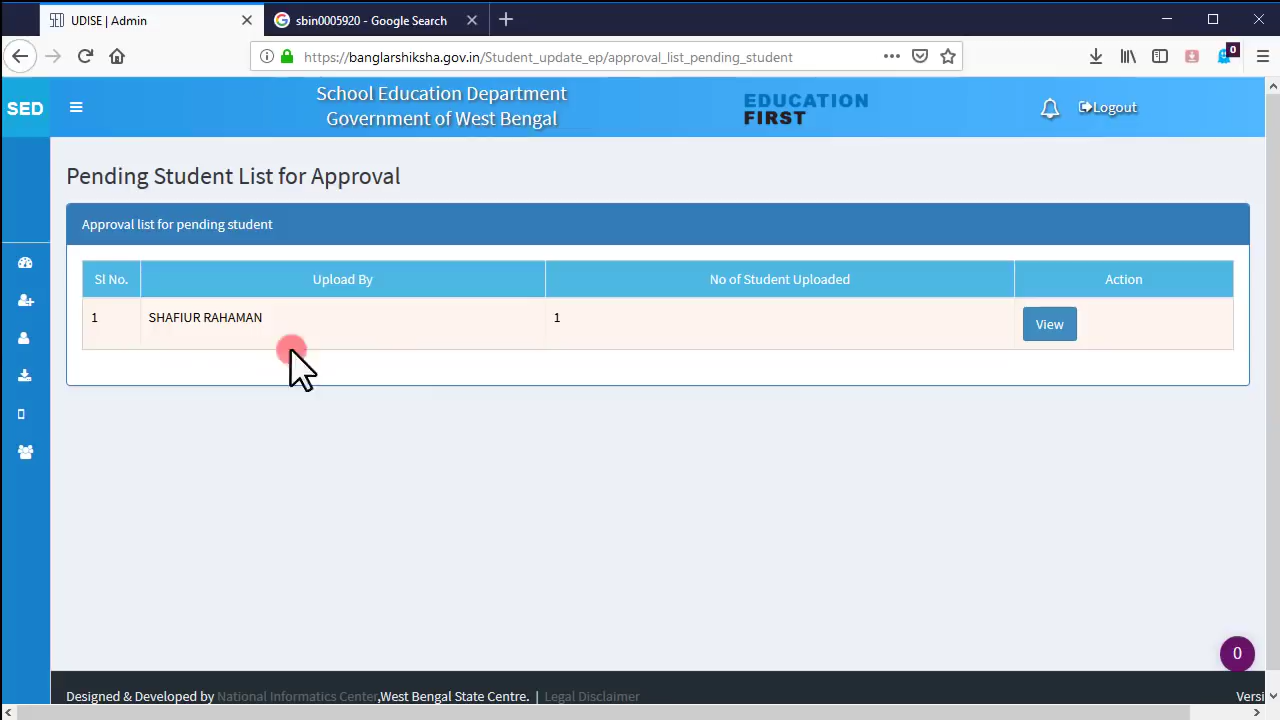 UDISE | Admin
sbin0005920 - Google Search
https://banglarshiksha.gov.in/Student_update_ep/approval_list_pending_student
0
SED
School Education Department
Government of West Bengal
EDUCATION
FIRST
Logout
Pending Student List for Approval
Approval list for pending student
Sl No. Upload By No of Student Uploaded Action
1 SHAFIUR RAHAMAN 1 View
0
Designed & Developed by National Informatics Center,West Bengal State Centre. | Legal Disclaimer Versi